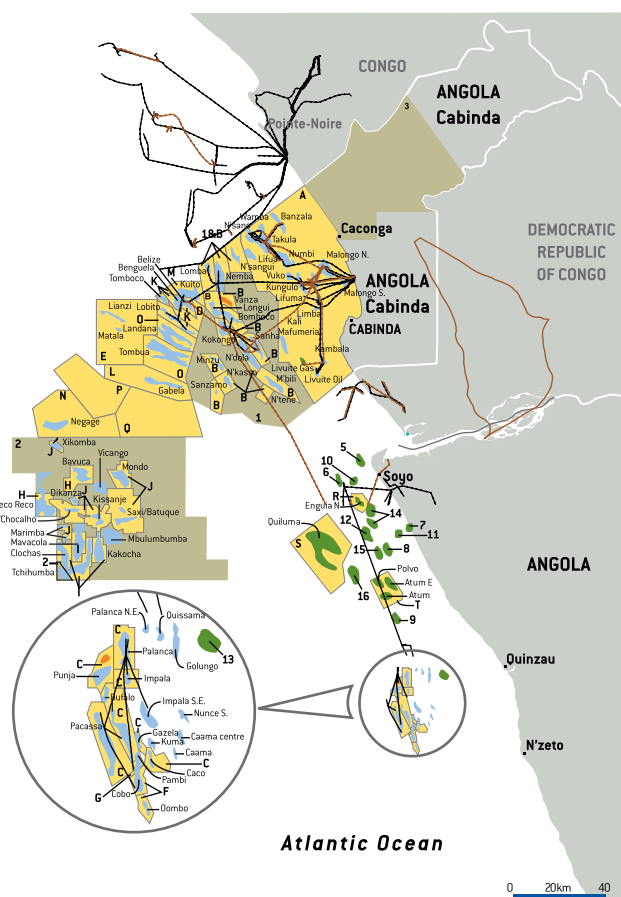 CONGO
ANGOLA
Cabinda
3
Pointe-Noire
A
Wamba
Banzala
N'sano
18B
Caconga
Takula
DEMOCRATIC
REPUBLIC
OF CONGO
Lifua
Numbi
Malongo N.
Belize
Benguela
Tomboco
M
Lomba
N'sangui
Nemba
Vuko
K
Kuito
Kungulo
ANGOLA
Cabinda
B
B
Vanza
Lifuma
Malongo S.
Lianzi
Lobito
D
Longui
Limba
O
K
Bomboco
Kali
CABINDA
Landana
B
Mafumeria
Matala
Kokongo
Sanha
Tombua
N'dola
Kambala
E
Minzu
B
B
Livuite Gas
L
O
N'kassa
M'bili
Livuite Oil
P
Sanzamo
Gabela
B
B
B
N'tene
N
1
Negage
Q
2
Xikomba
J
Vicango
5
Bavuca
Mondo
10
H
6
Soyo
J
J
Dikanza
H
Kissanje
R
eco Reco
Engula N.
14
/Chocalho
Saxi/Batuque
Quiluma
12
7
Marimba
J
Mbulumbumba
11
Mavacola
S
15
8
Clochas
Kakocha
2
Polvo
ANGOLA
Tchihumba
16
Atum E
Atum
T
Palanca N.E.
Quissama
9
C
Palanca
13
Golungo
C
Quinzau
Punja
C
Impala
Bufalo
Impala S.E.
C
Nunce S.
Pacassa
C
Gazela
Caama centre
Kuma
N'zeto
Caama
C
C
Caco
Pambi
G
Cobo
F
Oombo
Atlantic Ocean
0
20km
40